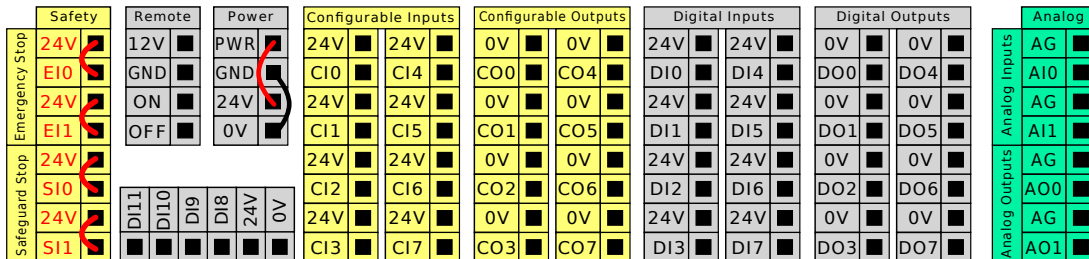 Safety Remote Power Configurable Inputs Configurable Outputs Digital Inputs Digital Outputs Analog
Emergency Stop
24V 12V PWR 24V 24V 0V 0V 24V 24V 0V 0V AG
EI0 GND GND CI0 CI4 CO0 CO4 DI0 DI4 DO0 DO4 AI0
24V ON 24V 24V 24V 0V 0V 24V 24V 0V 0V AG
EI1 OFF 0V CI1 CI5 CO1 CO5 DI1 DI5 DO1 DO5 AI1
Analog Inputs
Safeguard Stop
24V 24V 24V 0V 0V 24V 24V 0V 0V AG
SI0 CI2 CI6 CO2 CO6 DI2 DI6 DO2 DO6 AO0
24V 24V 24V 0V 0V 24V 24V 0V 0V AG
SI1 CI3 CI7 CO3 CO7 DI3 DI7 DO3 DO7 AO1
Analog Outputs
DI11
DI10
DI9
DI8
24V
0V